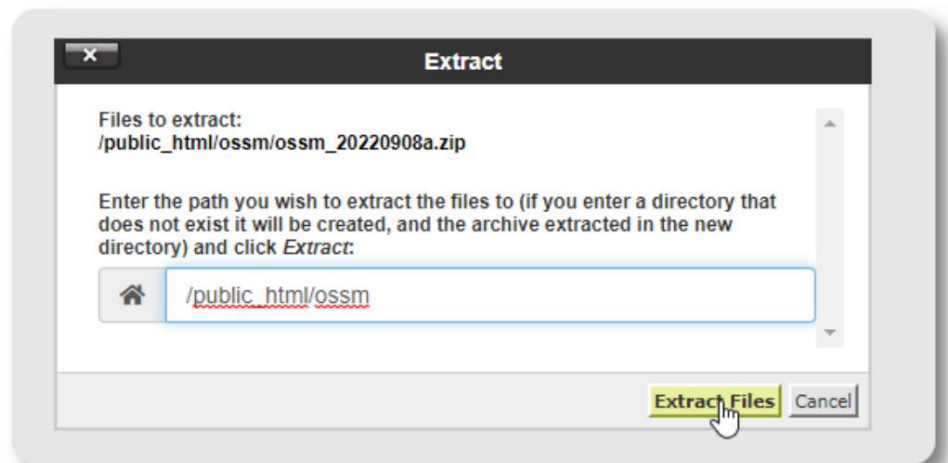 Extract
Files to extract:
/public_html/ossm/ossm_20220908a.zip
Enter the path you wish to extract the files to (if you enter a directory that
does not exist it will be created, and the archive extracted in the new
directory) and click Extract:
/public_html/ossm
Extract Files Cancel